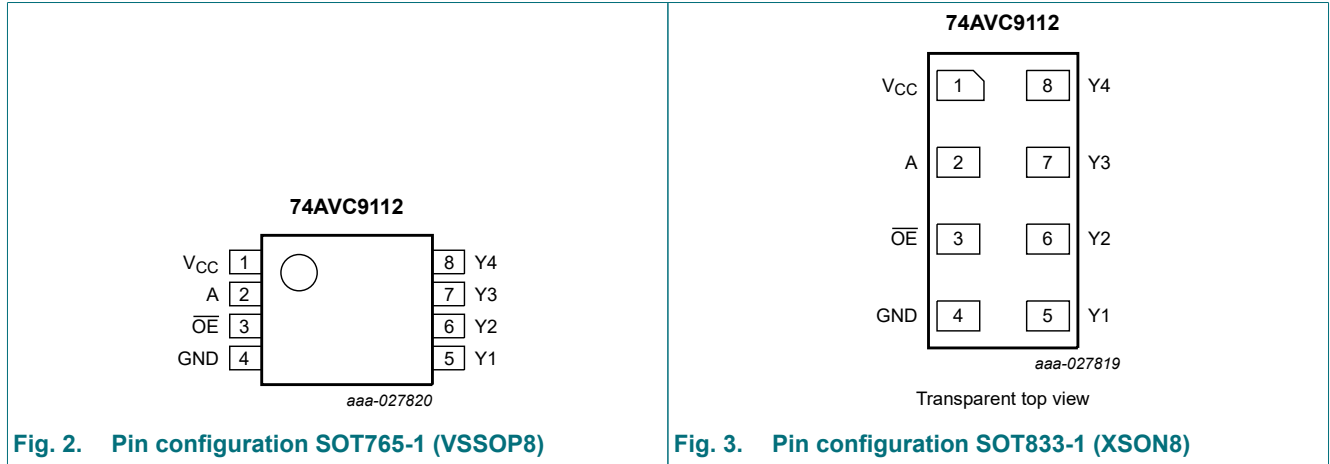 74AVC9112
VCC 1 8 Y4
A 2 7 Y3
OE 3 6 Y2
GND 4 5 Y1
aaa-027820
Fig. 2. Pin configuration SOT765-1 (VSSOP8)
74AVC9112
VCC 1 8 Y4
A 2 7 Y3
OE 3 6 Y2
GND 4 5 Y1
aaa-027819
Transparent top view
Fig. 3. Pin configuration SOT833-1 (XSON8)